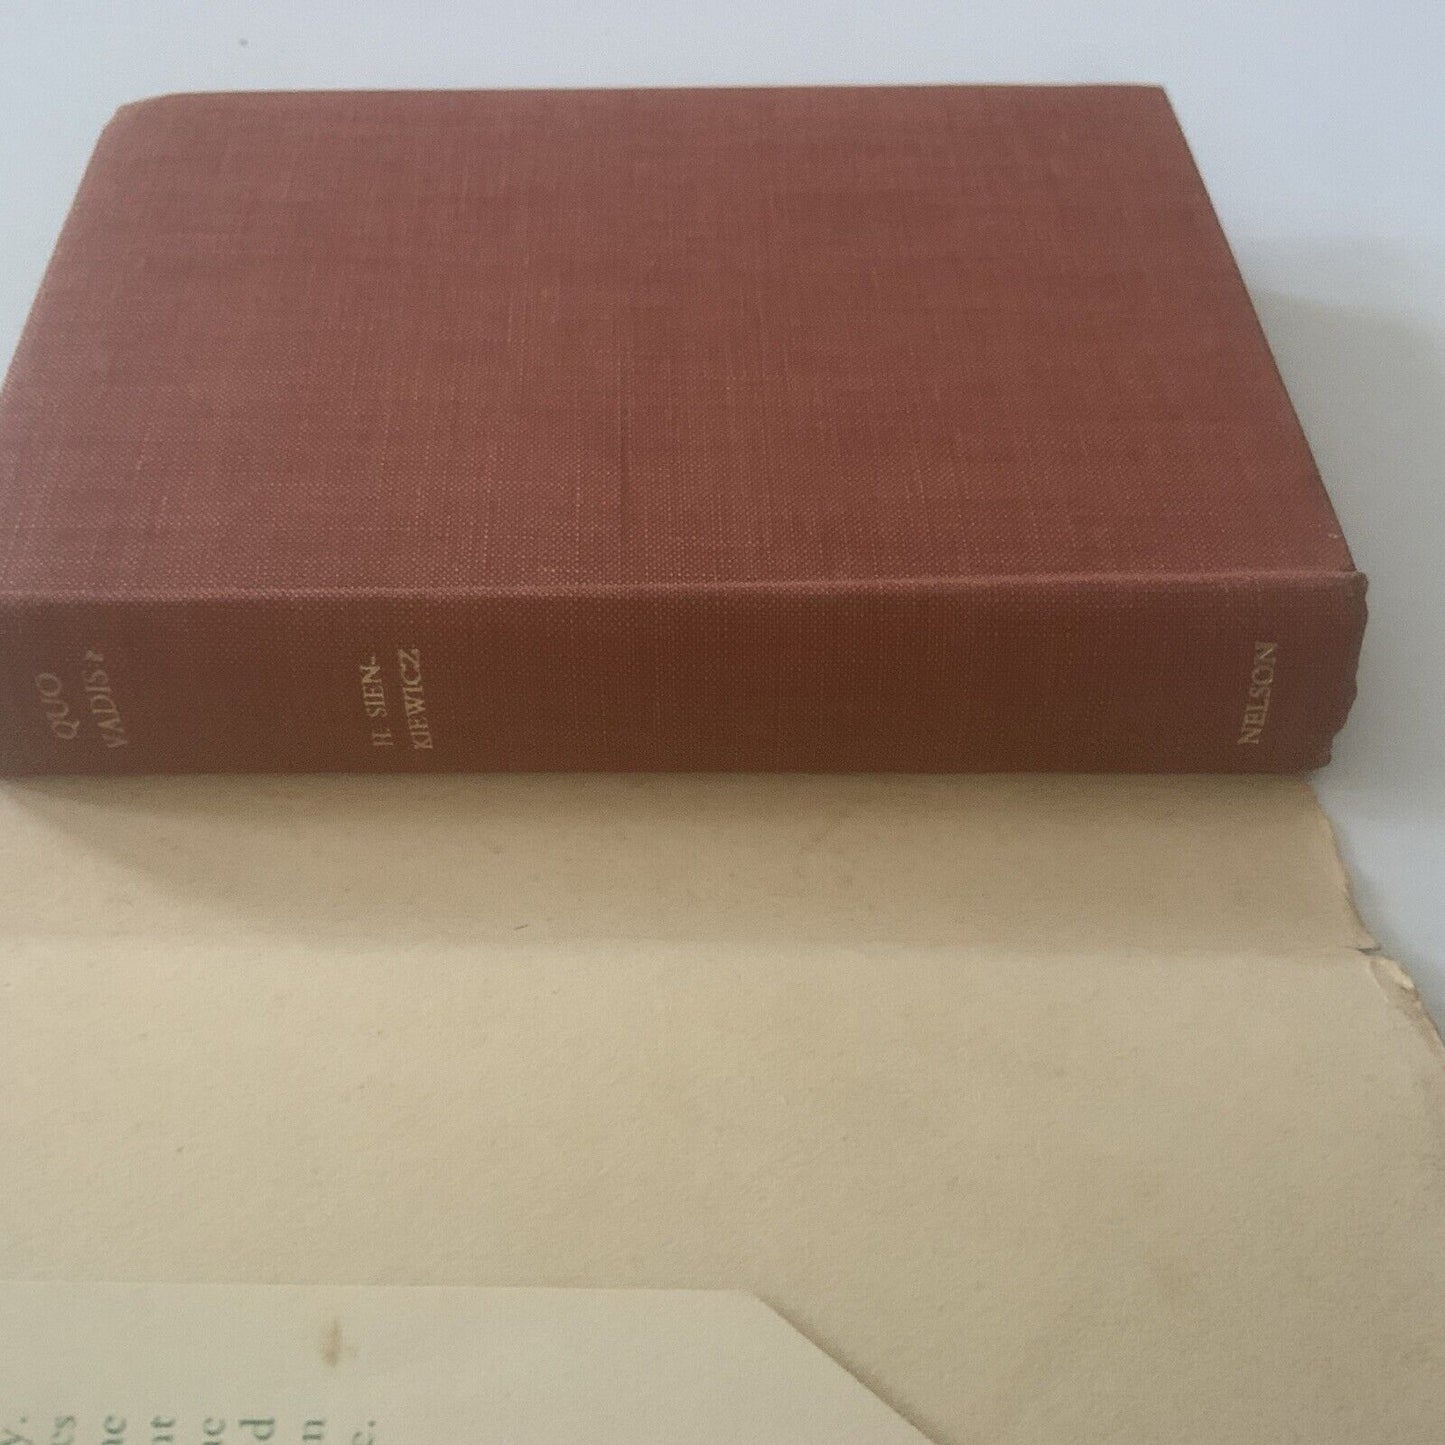 QUO
VADIS?
H. SIEN-
KIEWICZ
NELSON